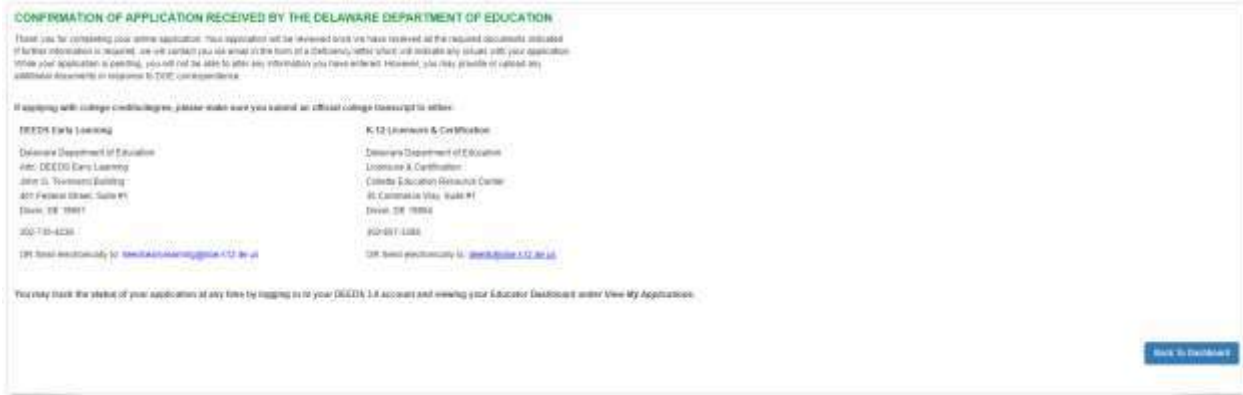 CONFIRMATION OF APPLICATION RECEIVED BY THE DELAWARE DEPARTMENT OF EDUCATION
Thank you for completing your online application. Your application will be reviewed once we have received all the required documents indicated.
If further information is required, we will contact you via email in the form of a Deficiency letter which will indicate any issues with your application.
While your application is pending, you will not be able to alter any information you have entered. However, you may provide or upload any
additional documents in response to DOE correspondence.
If applying with college credits/degree, please make sure you submit an official college transcript to either:
DEEDS Early Learning
Delaware Department of Education
Attn: DEEDS Early Learning
John G. Townsend Building
401 Federal Street, Suite #1
Dover, DE 19901
OR Send electronically to:
K-12 Licensure & Certification
Delaware Department of Education
Licensure & Certification
Collette Education Resource Center
35 Commerce Way, Suite #1
Dover, DE 19904
OR Send electronically to:
You may track the status of your application at any time by logging in to your DEEDS 3.0 account and viewing your Educator Dashboard under View My Applications.
Back To Dashboard